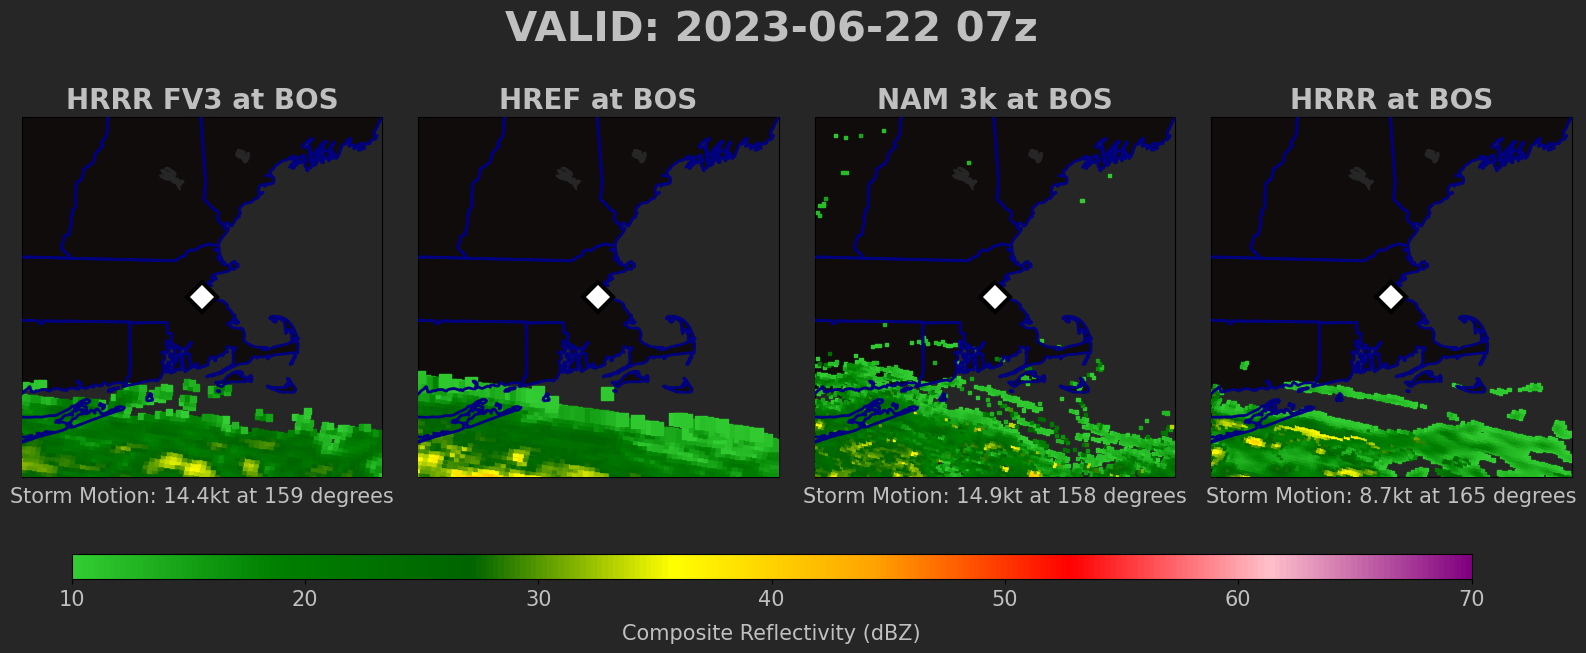 VALID: 2023-06-22 07z
HRRR FV3 at BOS
HREF at BOS
NAM 3k at BOS
HRRR at BOS
Storm Motion: 14.4kt at 159 degrees
Storm Motion: 14.9kt at 158 degrees
Storm Motion: 8.7kt at 165 degrees
10 20 30 40 50 60 70
Composite Reflectivity (dBZ)